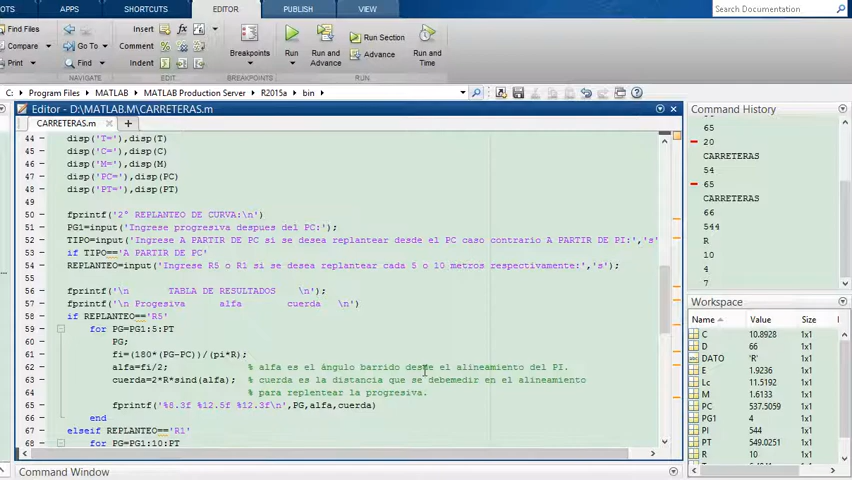 OTS APPS SHORTCUTS EDITOR PUBLISH VIEW Search Documentation
Find Files Insert fx Run Section
Compare Go To Comment Breakpoints Run Run and Advance Run and Time
Advance
Print Find Indent
NAVIGATE EDIT BREAKPOINTS RUN
C: Program Files MATLAB MATLAB Production Server R2015a bin
Editor - D:\MATLAB.M\CARRETERAS.m
CARRETERAS.m
44 disp('T='),disp(T)
45 disp('C='),disp(C)
46 disp('M='),disp(M)
47 disp('PC='),disp(PC)
48 disp('PT='),disp(PT)
49
50 fprintf('2° REPLANTEO DE CURVA:\n')
51 PG1=input('Ingrese progresiva despues del PC:');
52 TIPO=input('Ingrese A PARTIR DE PC si se desea replantear desde el PC caso contrario A PARTIR DE PI:','s'
53 if TIPO=='A PARTIR DE PC'
54 REPLANTEO=input('Ingrese R5 o R1 si se desea replantear cada 5 o 10 metros respectivamente:','s');
55
56 fprintf('\n TABLA DE RESULTADOS \n');
57 fprintf('\n Progesiva alfa cuerda \n')
58 if REPLANTEO=='R5'
59 for PG=PG1:5:PT
60 PG;
61 fi=(180*(PG-PC))/(pi*R);
62 alfa=fi/2; % alfa es el ángulo barrido desde el alineamiento del PI.
63 cuerda=2*R*sind(alfa); % cuerda es la distancia que se debemedir en el alineamiento
64 % para replentear la progresiva.
65 fprintf('%8.3f %12.5f %12.3f\n',PG,alfa,cuerda)
66 end
67 elseif REPLANTEO=='R1'
68 for PG=PG1:10:PT
Command Window
Command History
65
20
CARRETERAS
54
65
CARRETERAS
66
544
R
10
4
7
Workspace
Name Value Size
C 10.8928 1x1
D 66 1x1
DATO 'R' 1x1
E 1.9236 1x1
Lc 11.5192 1x1
M 1.6133 1x1
PC 537.5059 1x1
PG1 4 1x1
PI 544 1x1
PT 549.0251 1x1
R 10 1x1